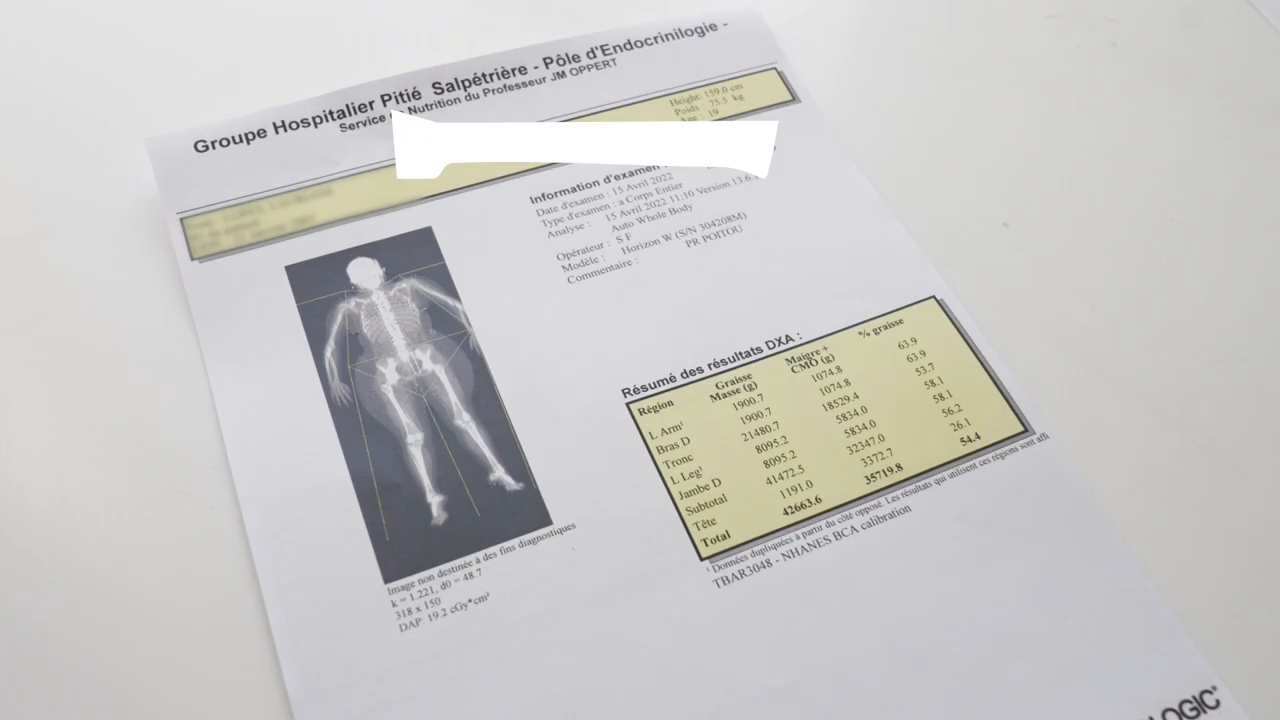 Groupe Hospitalier Pitié Salpétrière - Pôle d'Endocrinilogie -
Service Nutrition du Professeur JM OPPERT
Height: 159.0 cm
Poids : 75.5 kg
Age : 19
Information d'examen
Date d'examen : 15 Avril 2022
Type d'examen : a Corps Entier
Analyse : 15 Avril 2022 11:10 Version 13.6.
Auto Whole Body
Opérateur : S F
Modèle : Horizon W (S/N 304208M)
Commentaire : PR POITOU
Résumé des résultats DXA :
Région Graisse Masse (g) Maigre + CMO (g) % graisse
L Arm¹ 1900.7 1074.8 63.9
Bras D 1900.7 1074.8 63.9
Tronc 21480.7 18529.4 53.7
L Leg¹ 8095.2 5834.0 58.1
Jambe D 8095.2 5834.0 58.1
Subtotal 41472.5 32347.0 56.2
Tête 1191.0 3372.7 26.1
Total 42663.6 35719.8 54.4
¹ Données dupliquées à partir du côté opposé. Les résultats qui utilisent ces régions sont affi
TBAR3048 - NHANES BCA calibration
Image non destinée à des fins diagnostiques
k = 1.221, d0 = 48.7
318 x 150
DAP: 19.2 cGy*cm²
LOGIC®